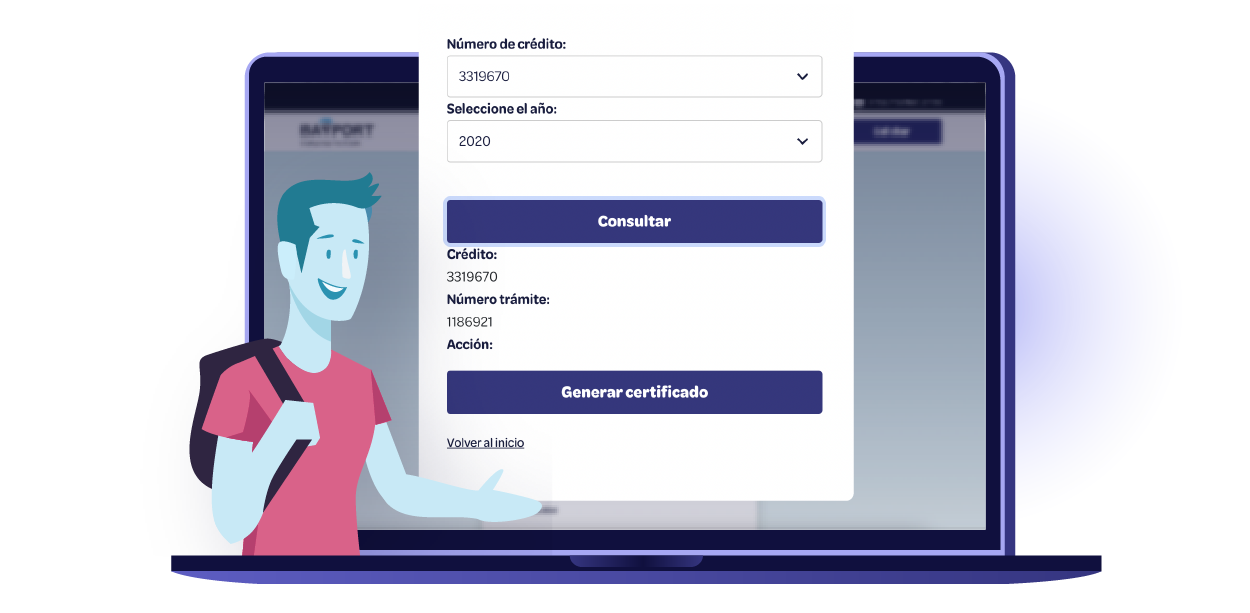 Número de crédito:
3319670
Seleccione el año:
2020
BAYPORT
Consultar
Crédito:
3319670
Número trámite:
1186921
Acción:
Generar certificado
Volver al inicio